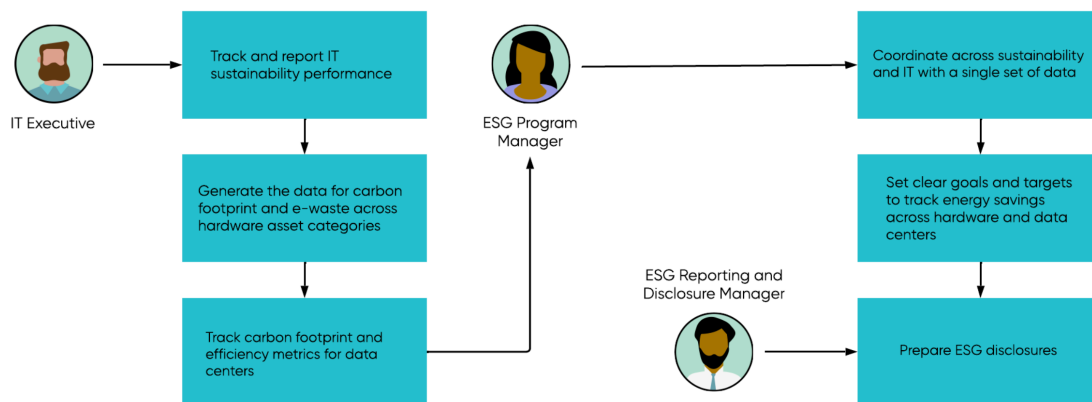 IT Executive
Track and report IT
sustainability performance
Generate the data for carbon
footprint and e-waste across
hardware asset categories
Track carbon footprint and
efficiency metrics for data
centers
ESG Program
Manager
Coordinate across sustainability
and IT with a single set of data
Set clear goals and targets
to track energy savings
across hardware and data
centers
ESG Reporting and
Disclosure Manager
Prepare ESG disclosures